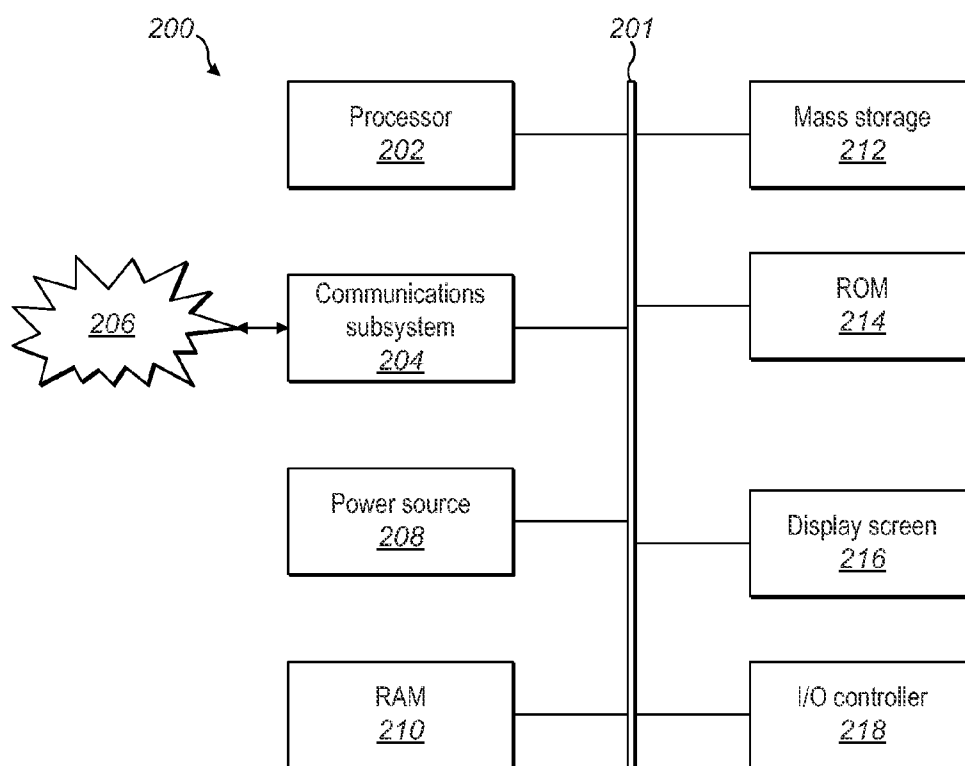 200
201
Processor
202
Mass storage
212
206
Communications
subsystem
204
ROM
214
Power source
208
Display screen
216
RAM
210
I/O controller
218